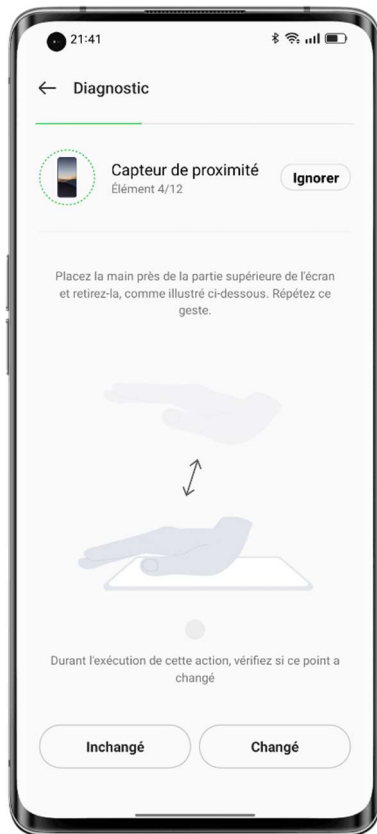 21:41
Diagnostic
Capteur de proximité
Élément 4/12
Ignorer
Placez la main près de la partie supérieure de l'écran
et retirez-la, comme illustré ci-dessous. Répétez ce
geste.
Durant l'exécution de cette action, vérifiez si ce point a
changé
Inchangé
Changé